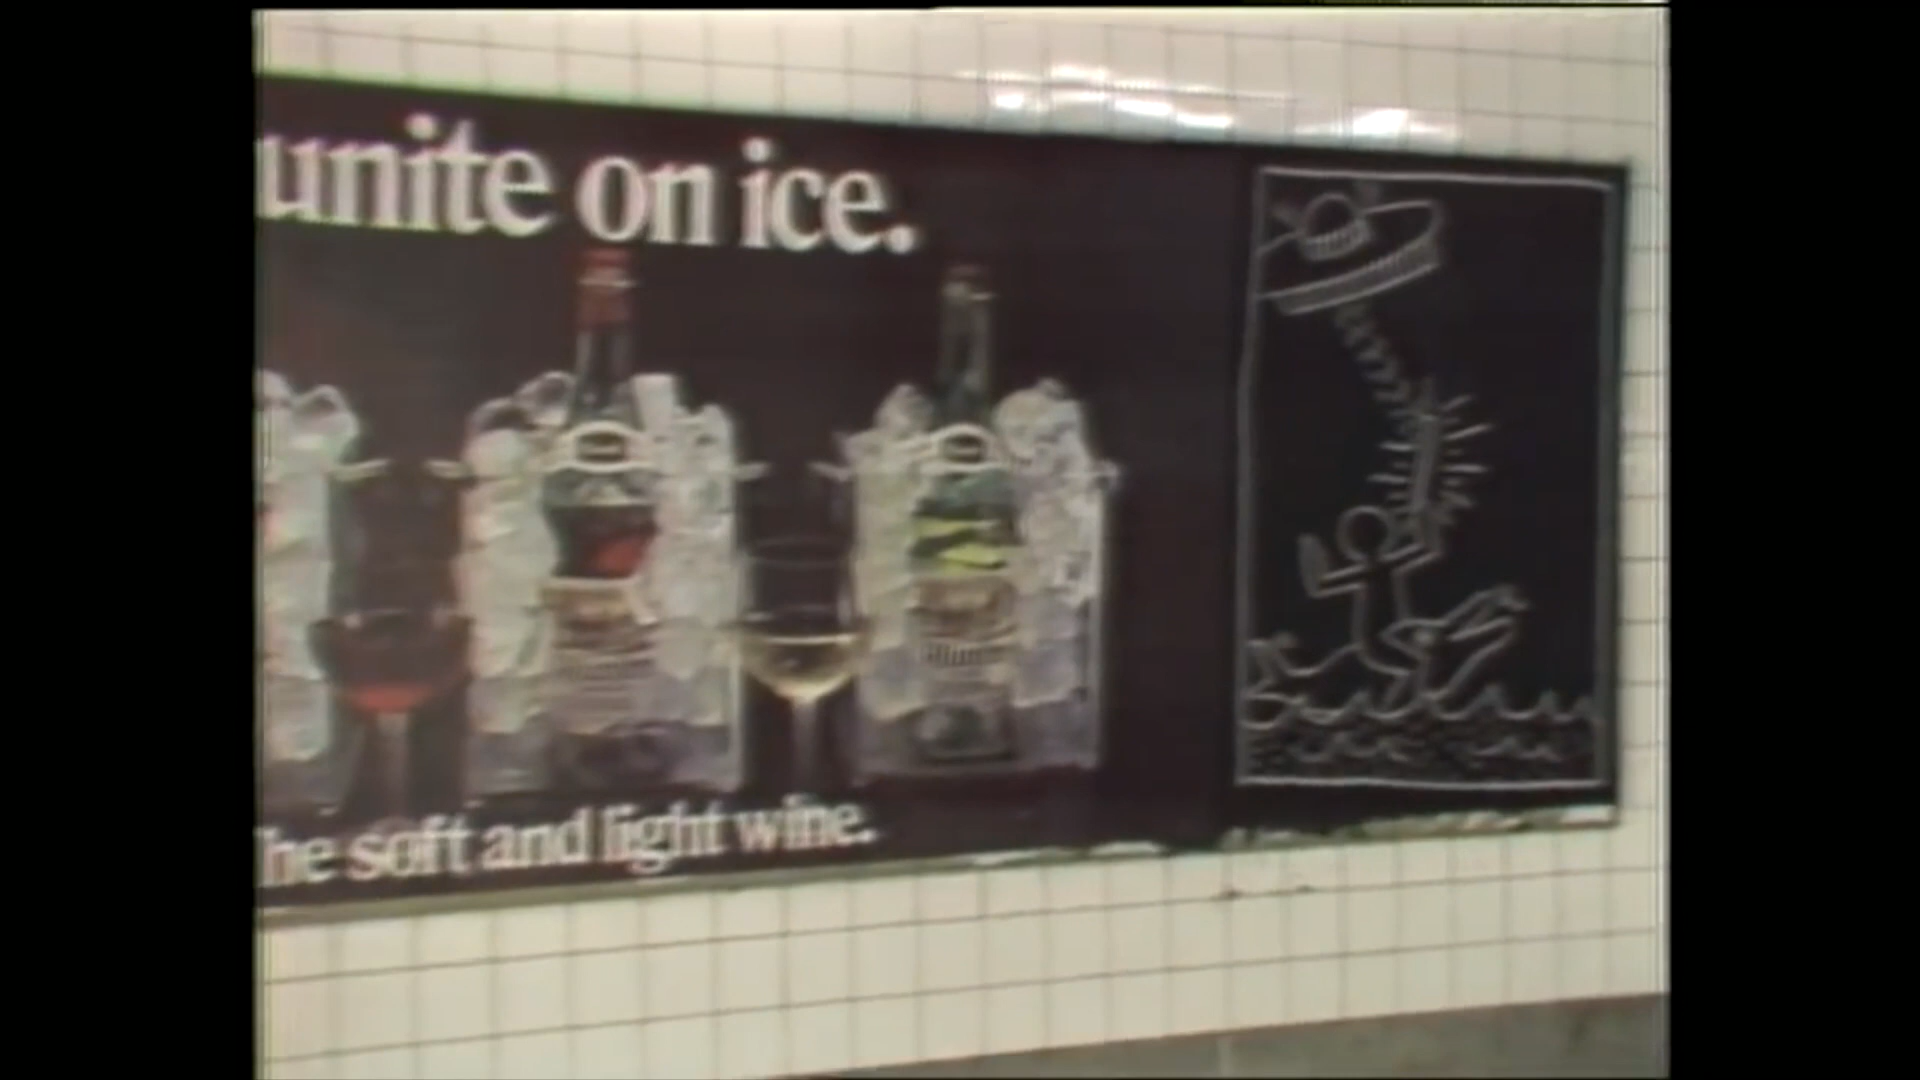 unite on ice.
he soft and light wine.